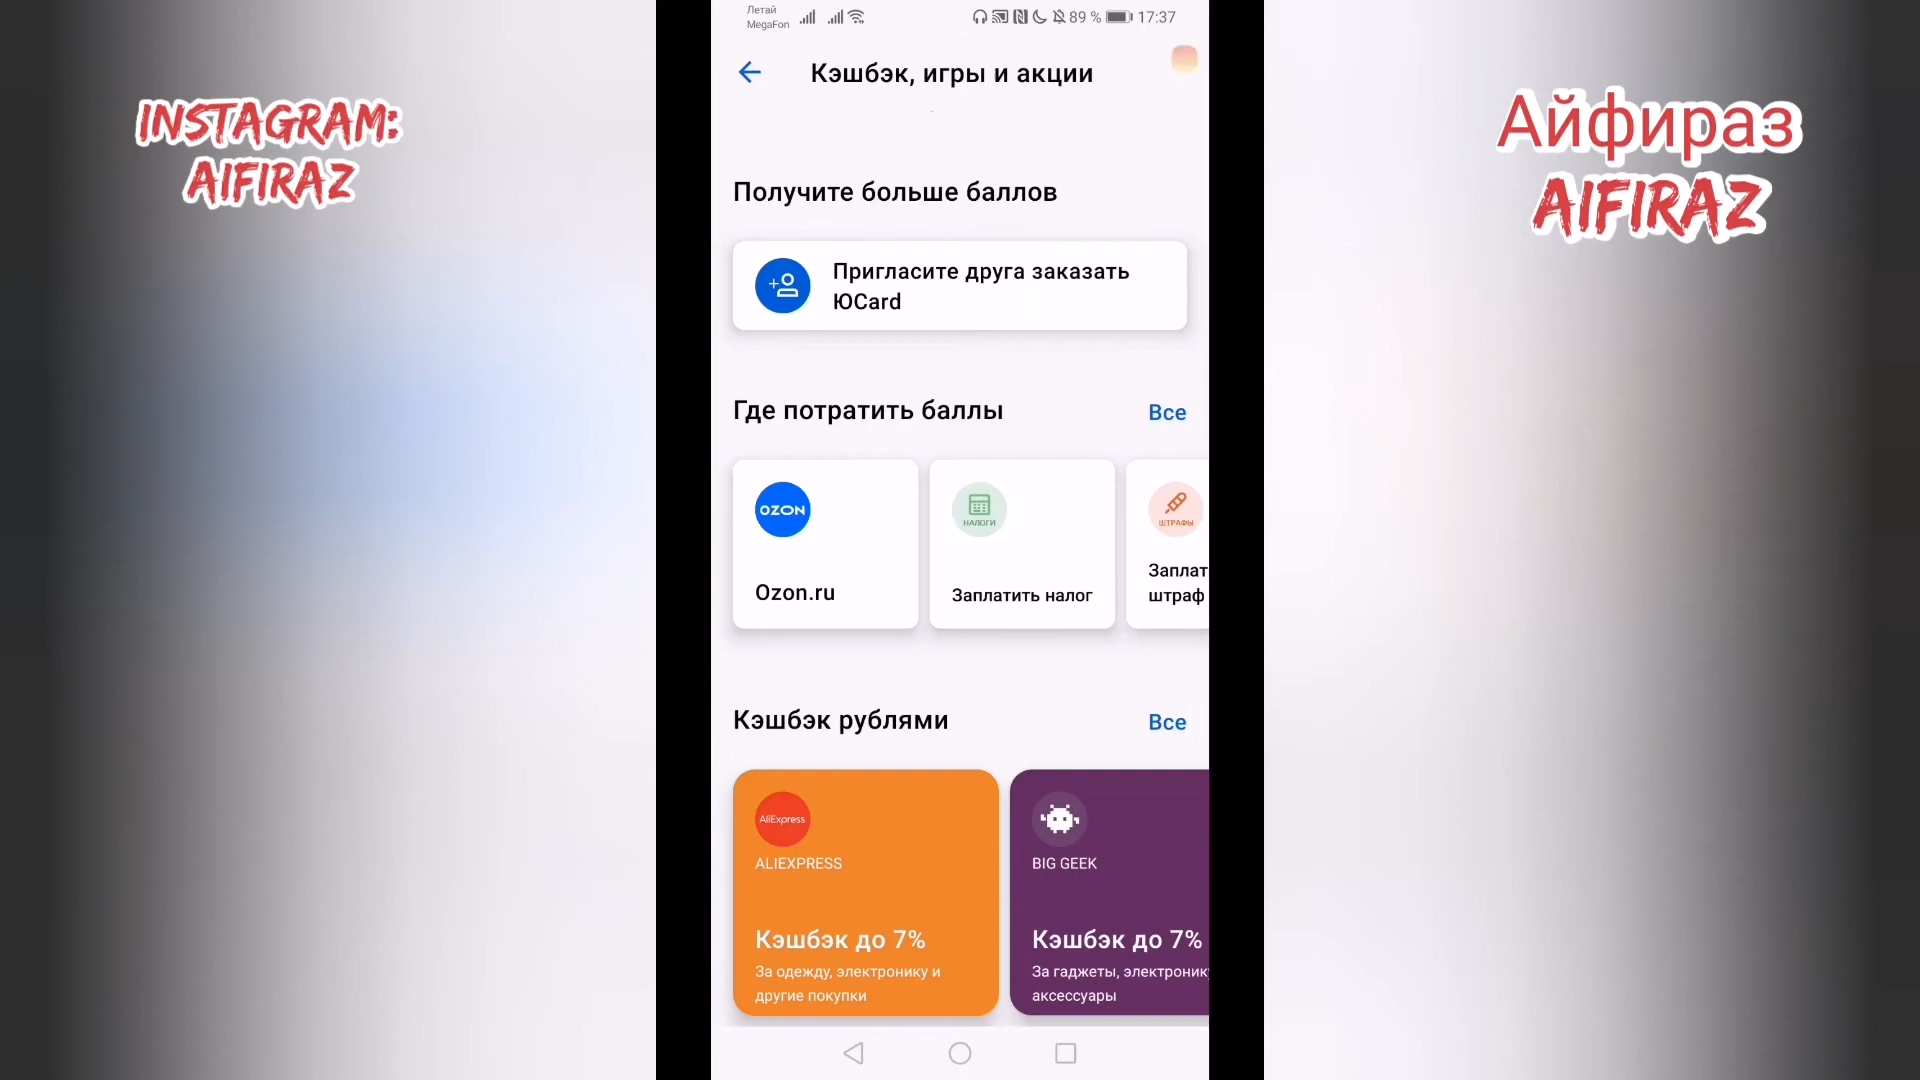 INSTAGRAM:
AIFIRAZ
Айфираз
AIFIRAZ
Летай
MegaFon
89 %
17:37
Кэшбэк, игры и акции
Получите больше баллов
Пригласите друга заказать
ЮCard
Где потратить баллы
Все
OZON
НАЛОГИ
ШТРАФЫ
Ozon.ru
Заплатить налог
Заплат
штраф
Кэшбэк рублями
Все
AliExpress
ALIEXPRESS
BIG GEEK
Кэшбэк до 7%
Кэшбэк до 7%
За одежду, электронику и
другие покупки
За гаджеты, электроник
аксессуары